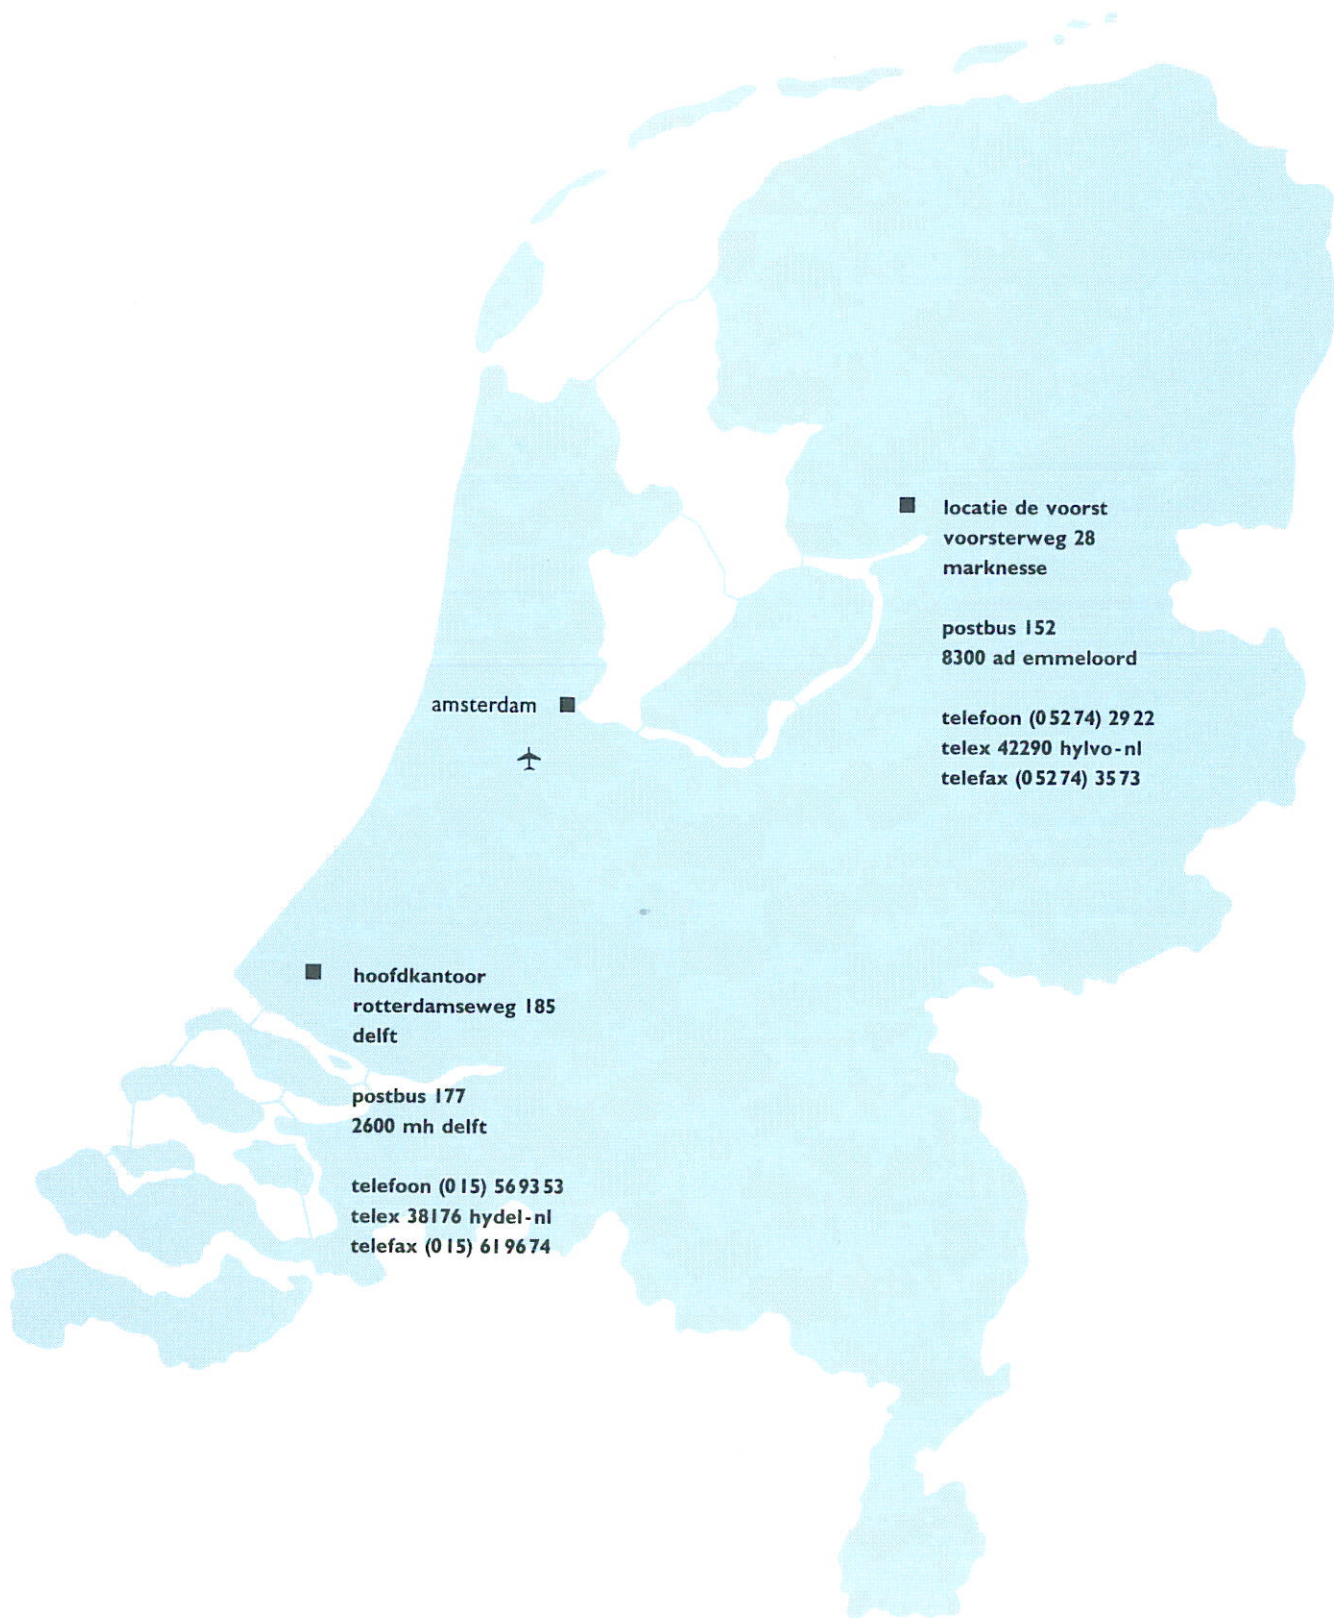 locatie de voorst
voorsterweg 28
marknesse
postbus 152
8300 ad emmeloord
telefoon (05274) 2922
telex 42290 hylvo-nl
telefax (05274) 3573
amsterdam
hoofdkantoor
rotterdamseweg 185
delft
postbus 177
2600 mh delft
telefoon (015) 569353
telex 38176 hydel-nl
telefax (015) 619674